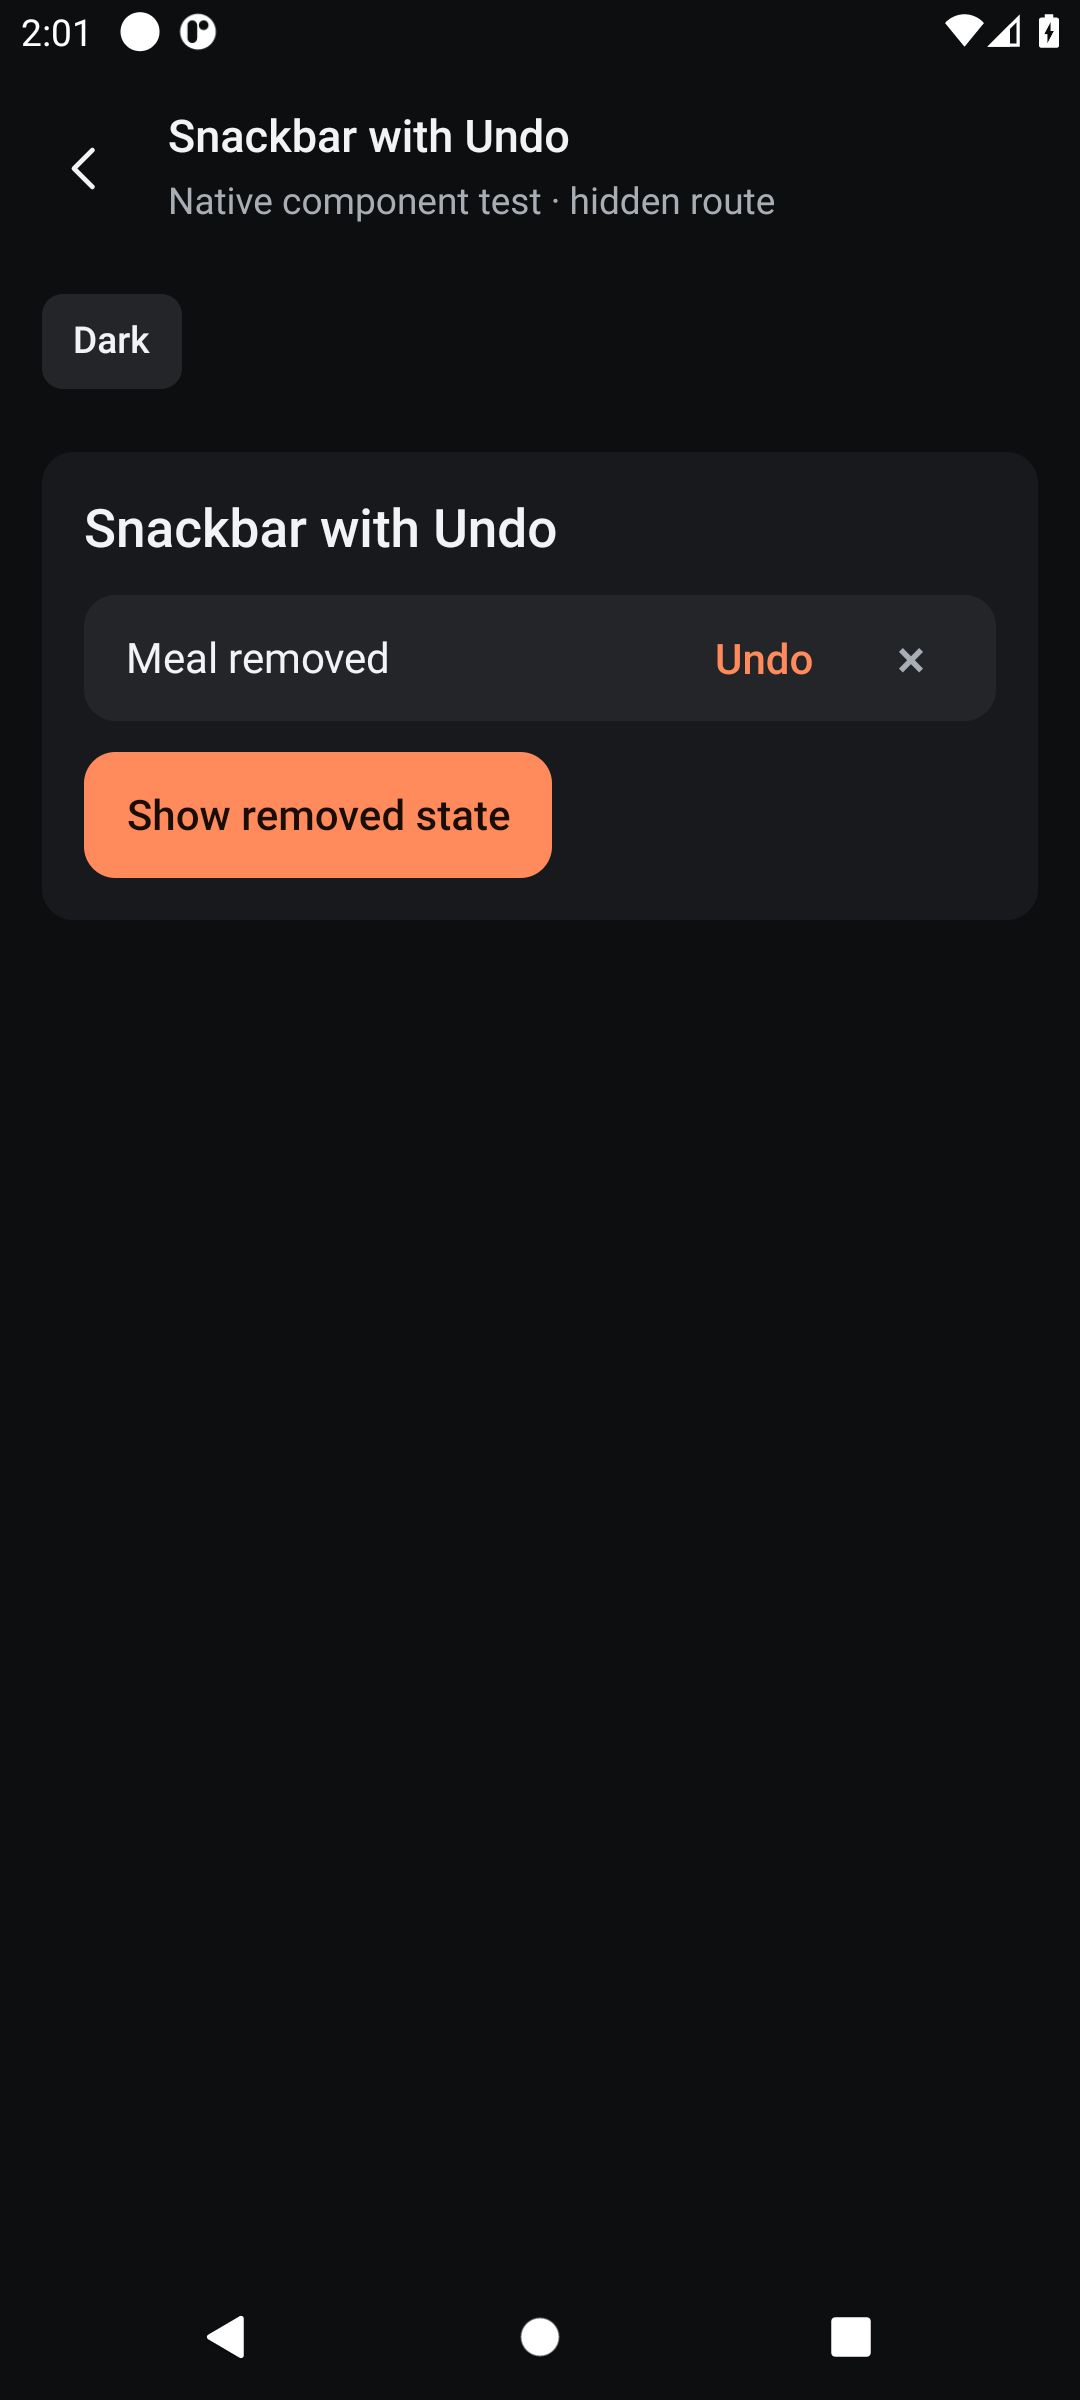 2:01
Snackbar with Undo
Native component test · hidden route
Dark
Snackbar with Undo
Meal removed Undo ×
Show removed state